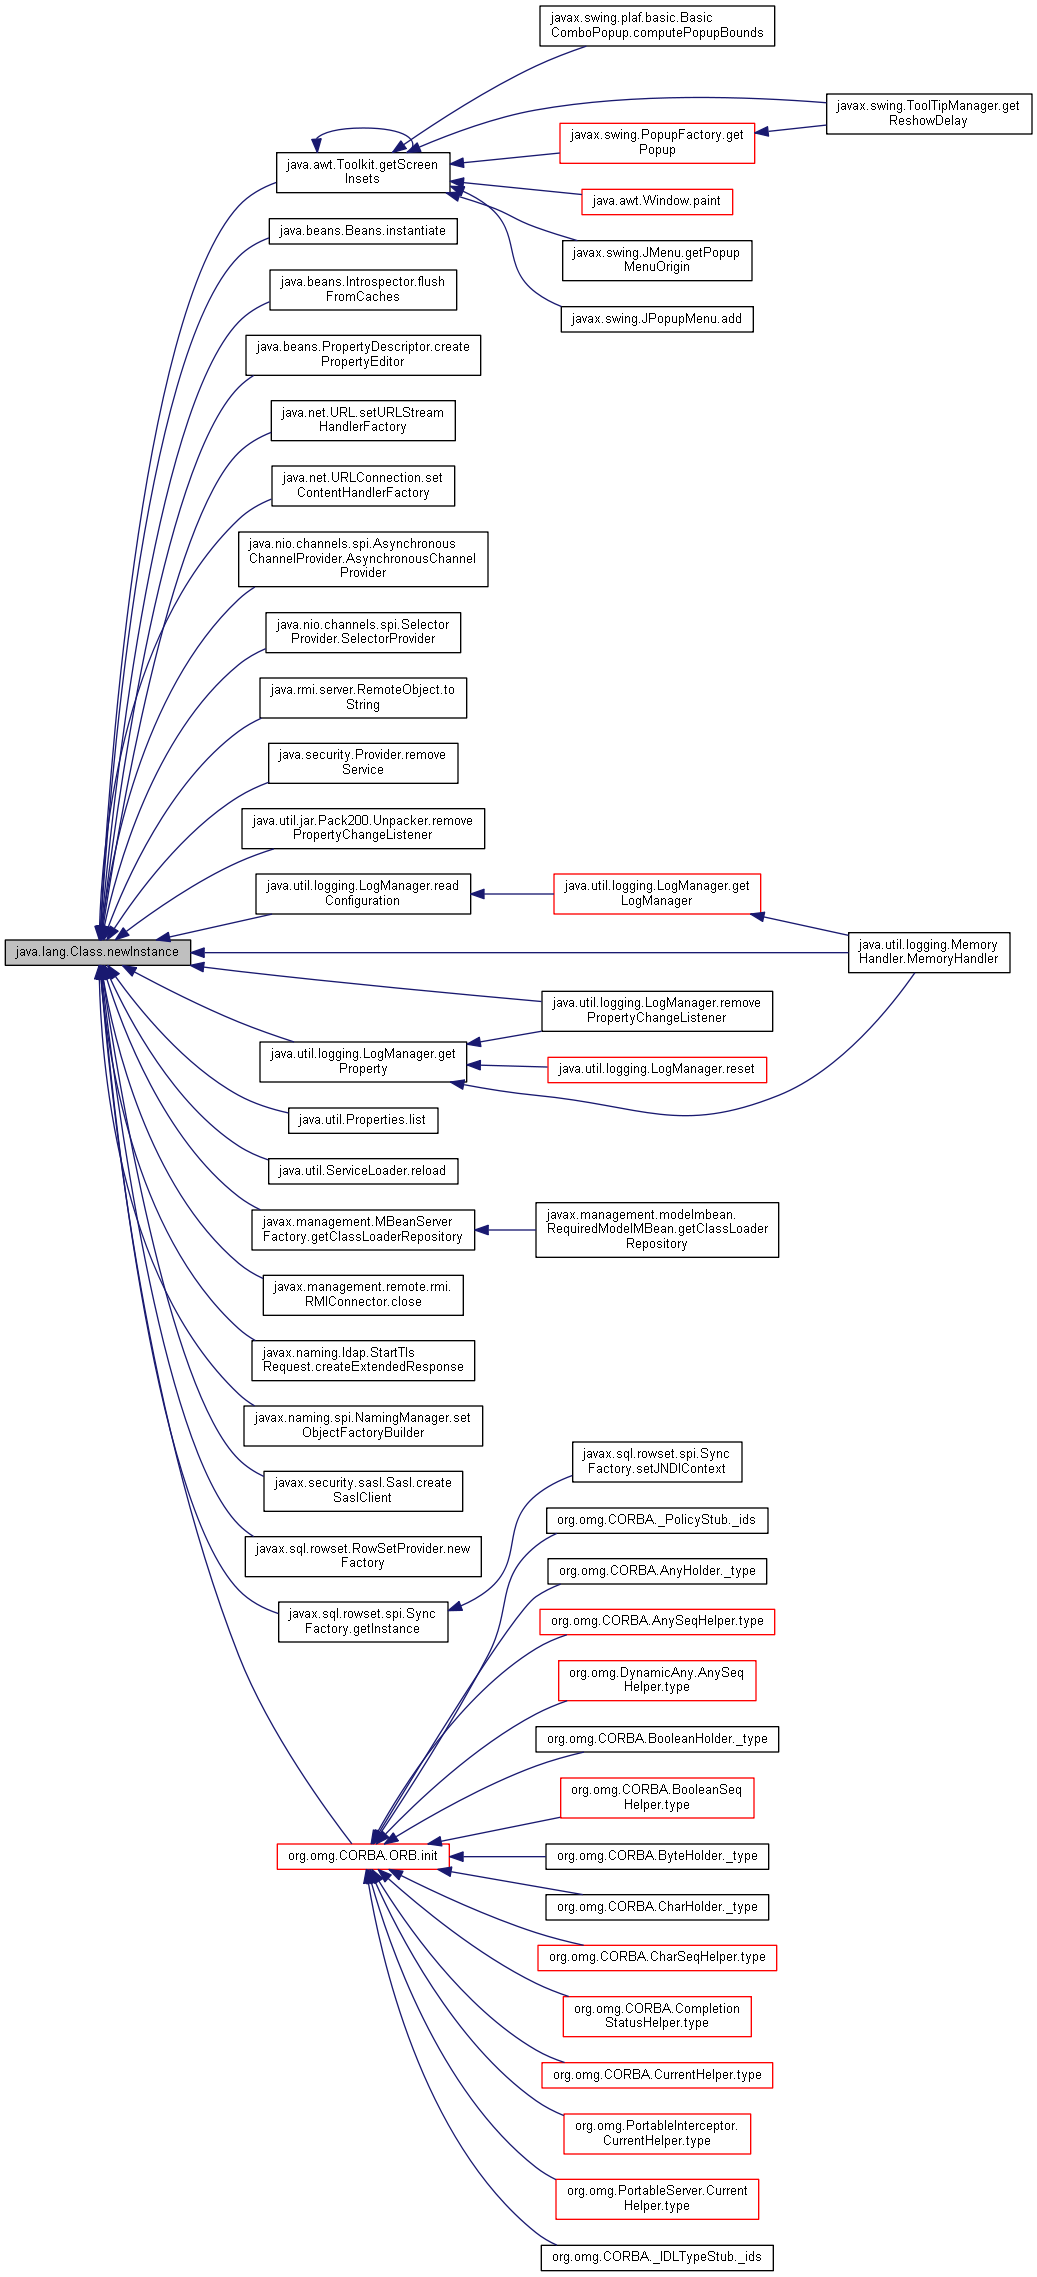 javax.swing.plaf.basic.Basic
ComboPopup.computePopupBounds
javax.swing.ToolTipManager.get
ReshowDelay
javax.swing.PopupFactory.get
Popup
java.awt.Toolkit.getScreen
Insets
java.awt.Window.paint
java.beans.Beans.instantiate
javax.swing.JMenu.getPopup
MenuOrigin
java.beans.Introspector.flush
FromCaches
javax.swing.JPopupMenu.add
java.beans.PropertyDescriptor.create
PropertyEditor
java.net.URL.setURLStream
HandlerFactory
java.net.URLConnection.set
ContentHandlerFactory
java.nio.channels.spi.Asynchronous
ChannelProvider.AsynchronousChannel
Provider
java.nio.channels.spi.Selector
Provider.SelectorProvider
java.rmi.server.RemoteObject.to
String
java.security.Provider.remove
Service
java.util.jar.Pack200.Unpacker.remove
PropertyChangeListener
java.util.logging.LogManager.read
Configuration
java.util.logging.LogManager.get
LogManager
java.lang.Class.newInstance
java.util.logging.Memory
Handler.MemoryHandler
java.util.logging.LogManager.remove
PropertyChangeListener
java.util.logging.LogManager.get
Property
java.util.logging.LogManager.reset
java.util.Properties.list
java.util.ServiceLoader.reload
javax.management.MBeanServer
Factory.getClassLoaderRepository
javax.management.modelmbean.
RequiredModelMBean.getClassLoader
Repository
javax.management.remote.rmi.
RMIConnector.close
javax.naming.ldap.StartTls
Request.createExtendedResponse
javax.naming.spi.NamingManager.set
ObjectFactoryBuilder
javax.security.sasl.Sasl.create
SaslClient
javax.sql.rowset.spi.Sync
Factory.setJNDIContext
org.omg.CORBA._PolicyStub._ids
javax.sql.rowset.RowSetProvider.new
Factory
org.omg.CORBA.AnyHolder._type
javax.sql.rowset.spi.Sync
Factory.getInstance
org.omg.CORBA.AnySeqHelper.type
org.omg.DynamicAny.AnySeq
Helper.type
org.omg.CORBA.BooleanHolder._type
org.omg.CORBA.BooleanSeq
Helper.type
org.omg.CORBA.ORB.init
org.omg.CORBA.ByteHolder._type
org.omg.CORBA.CharHolder._type
org.omg.CORBA.CharSeqHelper.type
org.omg.CORBA.Completion
StatusHelper.type
org.omg.CORBA.CurrentHelper.type
org.omg.PortableInterceptor.
CurrentHelper.type
org.omg.PortableServer.Current
Helper.type
org.omg.CORBA._IDLTypeStub._ids